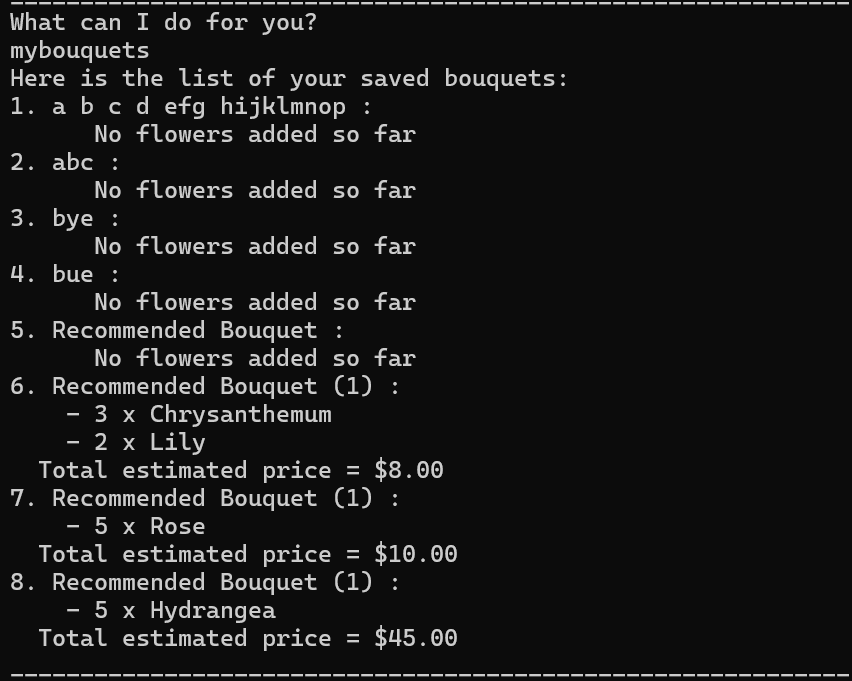 What can I do for you?
mybouquets
Here is the list of your saved bouquets:
1. a b c d efg hijklmnop :
No flowers added so far
2. abc :
No flowers added so far
3. bye :
No flowers added so far
4. bue :
No flowers added so far
5. Recommended Bouquet :
No flowers added so far
6. Recommended Bouquet (1) :
- 3 x Chrysanthemum
- 2 x Lily
Total estimated price = $8.00
7. Recommended Bouquet (1) :
- 5 x Rose
Total estimated price = $10.00
8. Recommended Bouquet (1) :
- 5 x Hydrangea
Total estimated price = $45.00